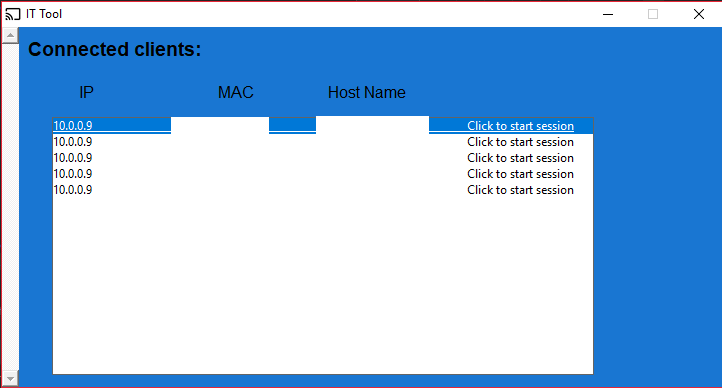 IT Tool
Connected clients:
IP MAC Host Name
10.0.0.9 Click to start session
10.0.0.9 Click to start session
10.0.0.9 Click to start session
10.0.0.9 Click to start session
10.0.0.9 Click to start session